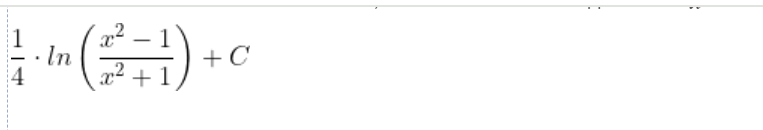 1/4 · ln((x² − 1)/(x² + 1)) + C